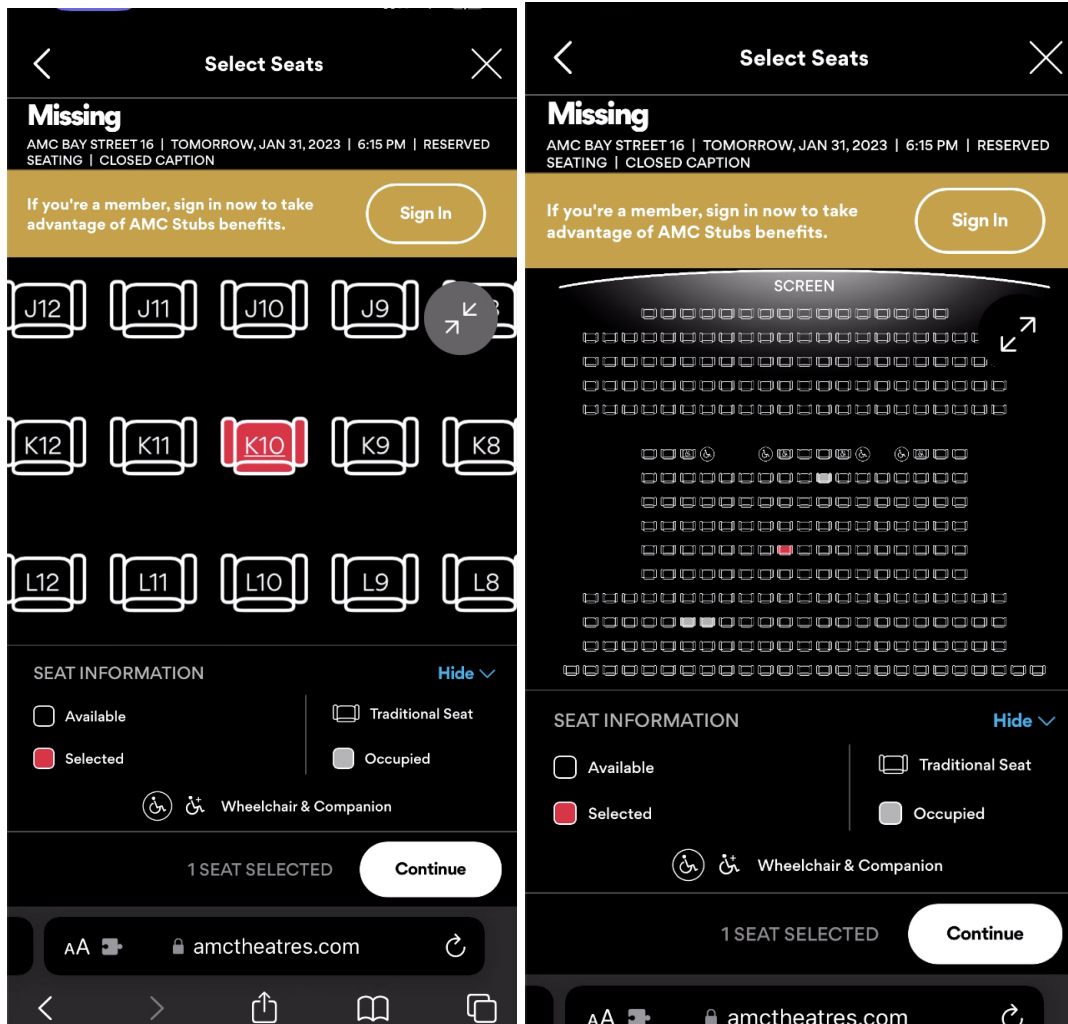 Select Seats
Missing
AMC BAY STREET 16 | TOMORROW, JAN 31, 2023 | 6:15 PM | RESERVED
SEATING | CLOSED CAPTION
If you're a member, sign in now to take
advantage of AMC Stubs benefits.
Sign In
J12 J11 J10 J9
K12 K11 K10 K9 K8
L12 L11 L10 L9 L8
SEAT INFORMATION Hide
Available Traditional Seat
Selected Occupied
Wheelchair & Companion
1 SEAT SELECTED Continue
AA amctheatres.com
Select Seats
Missing
AMC BAY STREET 16 | TOMORROW, JAN 31, 2023 | 6:15 PM | RESERVED
SEATING | CLOSED CAPTION
If you're a member, sign in now to take
advantage of AMC Stubs benefits.
Sign In
SCREEN
SEAT INFORMATION Hide
Available Traditional Seat
Selected Occupied
Wheelchair & Companion
1 SEAT SELECTED Continue
AA amctheatres.com